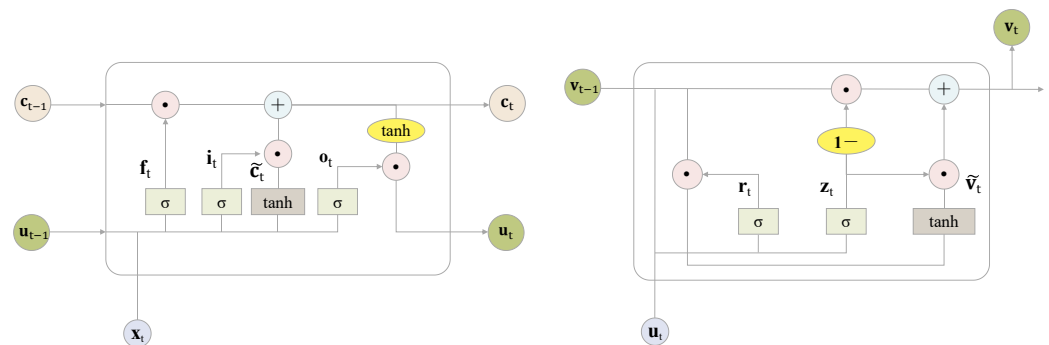 c_{t-1}
+
c_t
tanh
f_t
i_t
c̃_t
o_t
σ
σ
tanh
σ
u_{t-1}
u_t
x_t
v_t
v_{t-1}
+
1−
r_t
z_t
ṽ_t
σ
σ
tanh
u_t